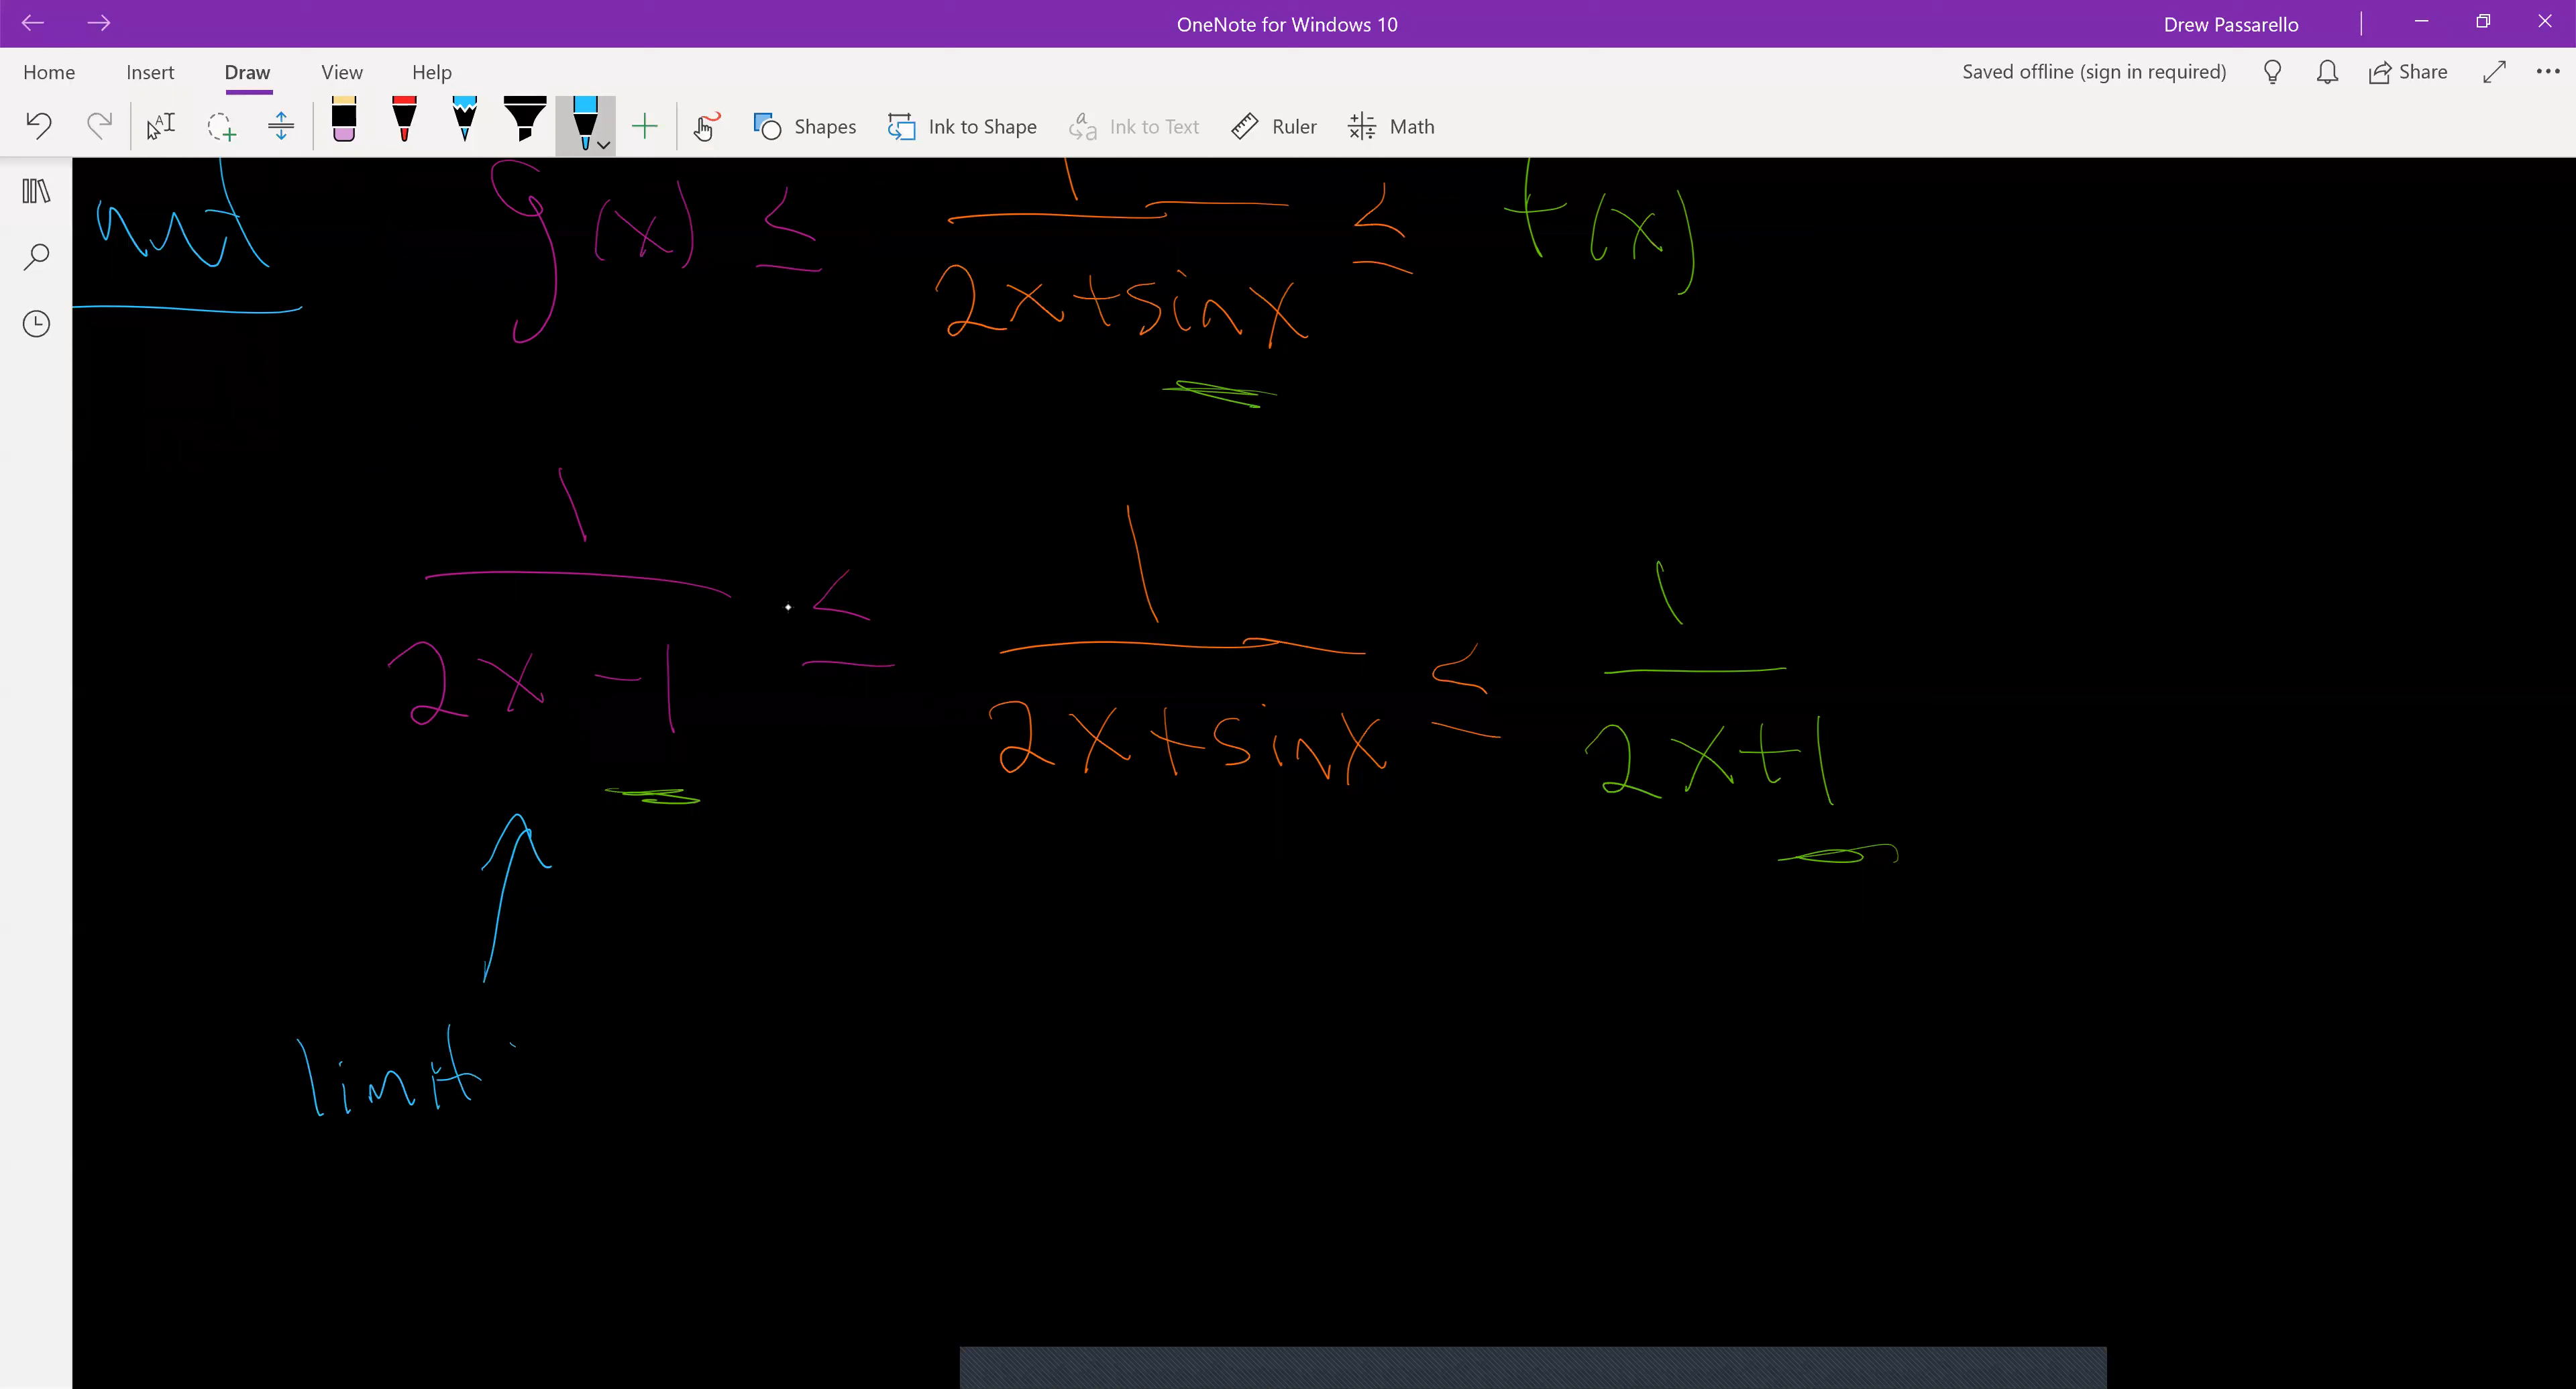 OneNote for Windows 10 Drew Passarello
Home Insert Draw View Help Saved offline (sign in required) Share
Shapes Ink to Shape Ink to Text Ruler Math
g(x) ≤ 1/(2x+sinx) ≤ f(x)
1/(2x-1) ≤ 1/(2x+sinx) ≤ 1/(2x+1)
limit